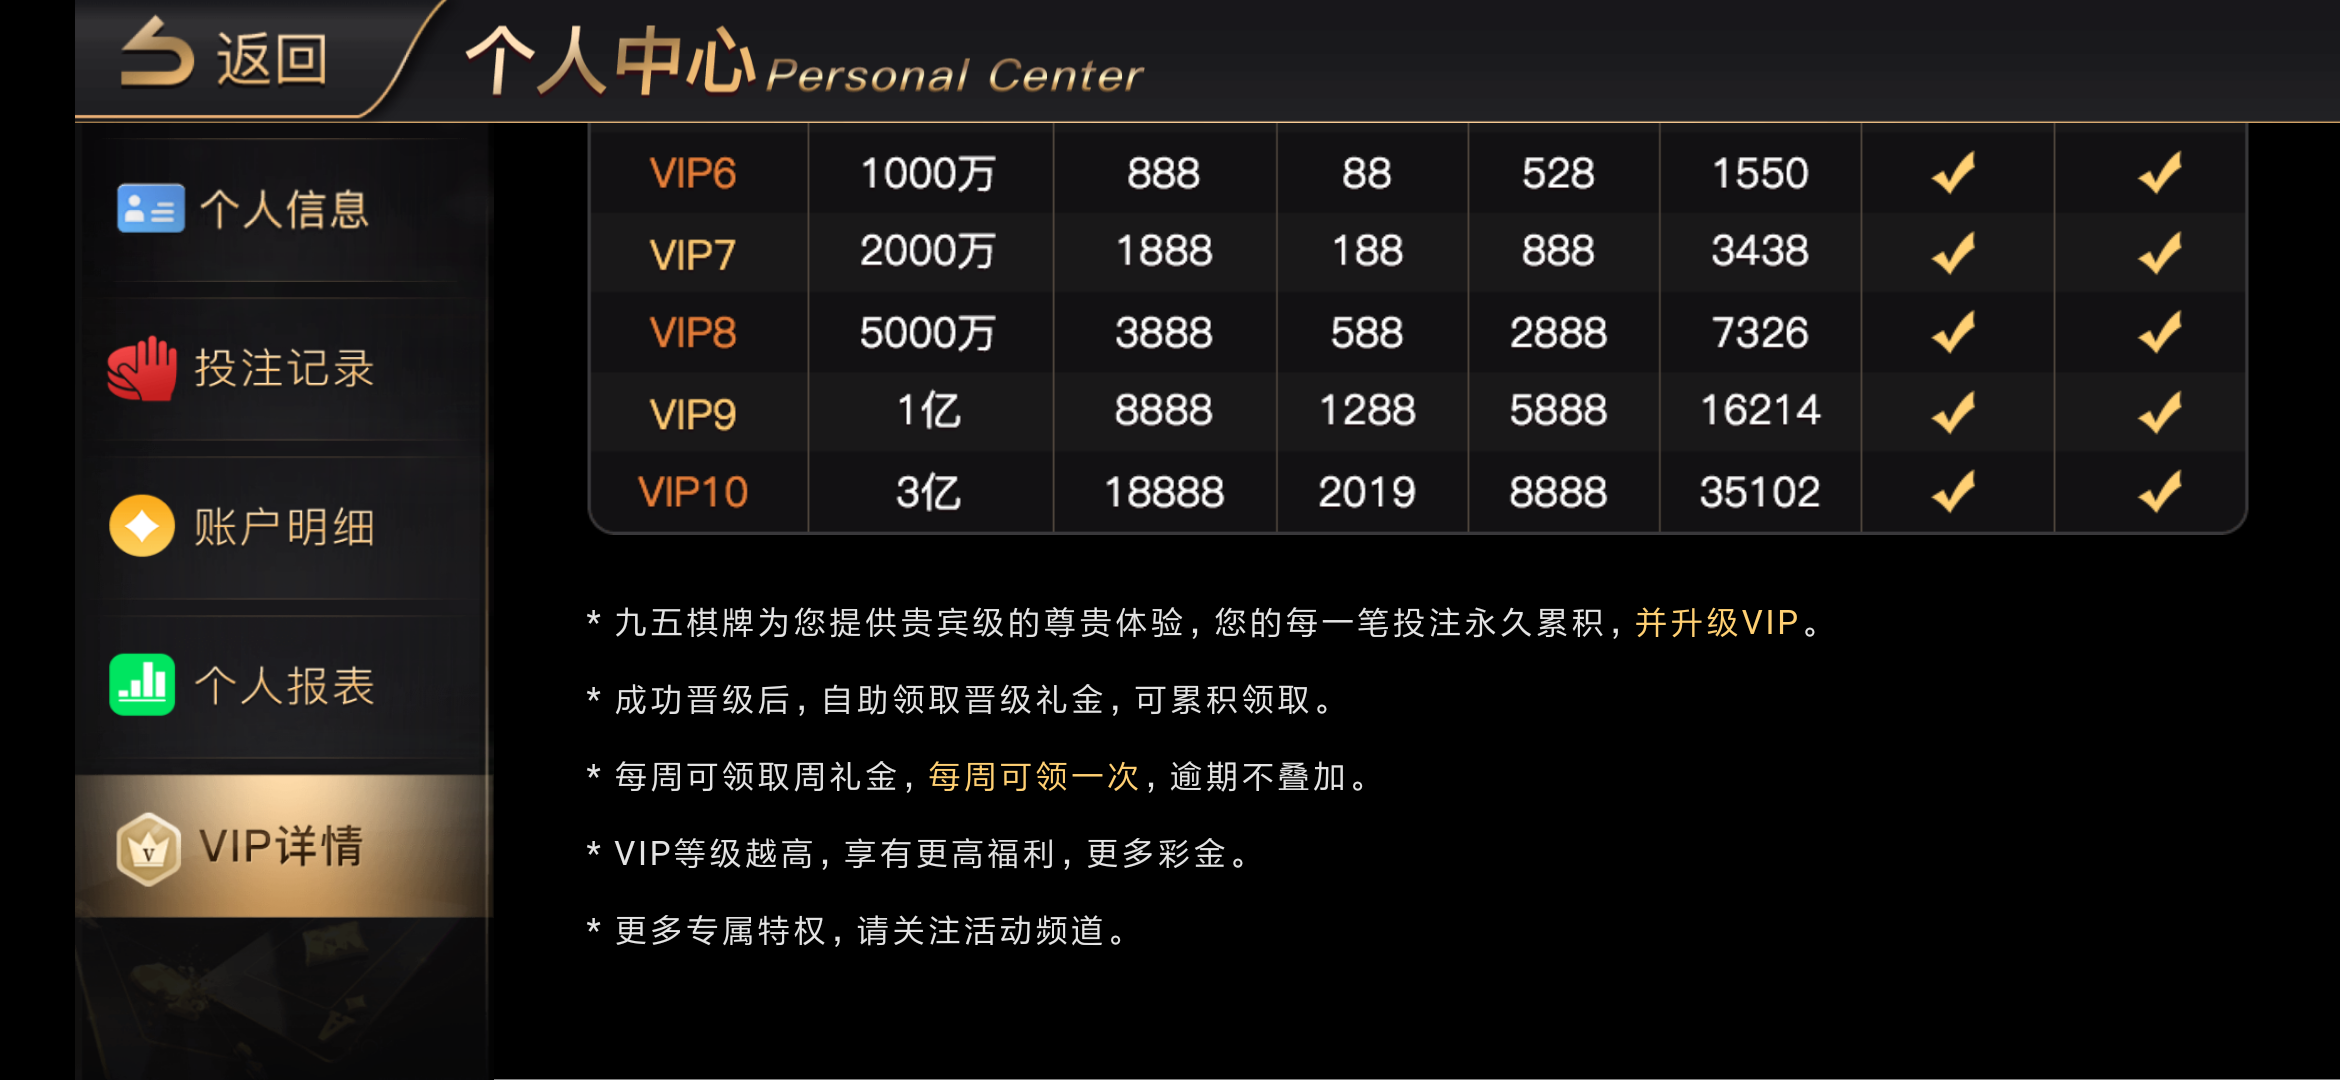 返回
个人中心 Personal Center
个人信息
投注记录
账户明细
个人报表
VIP详情
VIP6 1000万 888 88 528 1550
VIP7 2000万 1888 188 888 3438
VIP8 5000万 3888 588 2888 7326
VIP9 1亿 8888 1288 5888 16214
VIP10 3亿 18888 2019 8888 35102
* 九五棋牌为您提供贵宾级的尊贵体验，您的每一笔投注永久累积，并升级VIP。
* 成功晋级后，自助领取晋级礼金，可累积领取。
* 每周可领取周礼金，每周可领一次，逾期不叠加。
* VIP等级越高，享有更高福利，更多彩金。
* 更多专属特权，请关注活动频道。